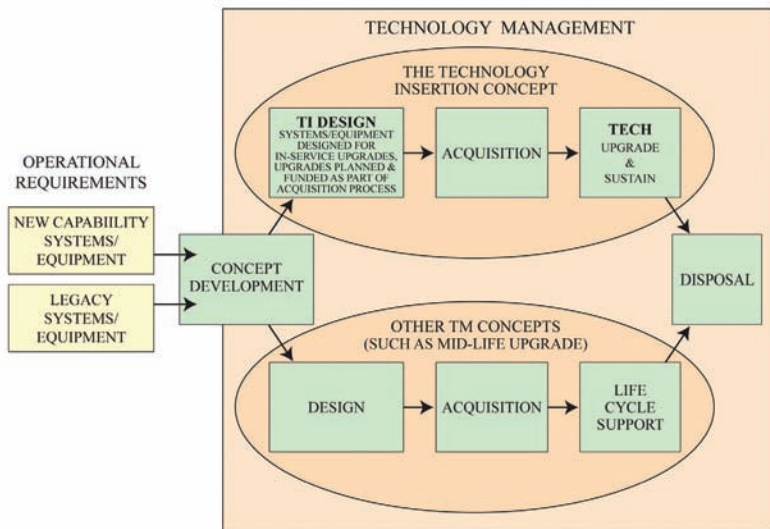 TECHNOLOGY MANAGEMENT
THE TECHNOLOGY
INSERTION CONCEPT
TI DESIGN
SYSTEMS/EQUIPMENT
DESIGNED FOR
IN-SERVICE UPGRADES,
UPGRADES PLANNED &
FUNDED AS PART OF
ACQUISITION PROCESS
ACQUISITION
TECH
UPGRADE
&
SUSTAIN
OPERATIONAL
REQUIREMENTS
NEW CAPABIILITY
SYSTEMS/
EQUIPMENT
LEGACY
SYSTEMS/
EQUIPMENT
CONCEPT
DEVELOPMENT
DISPOSAL
OTHER TM CONCEPTS
(SUCH AS MID-LIFE UPGRADE)
DESIGN
ACQUISITION
LIFE
CYCLE
SUPPORT